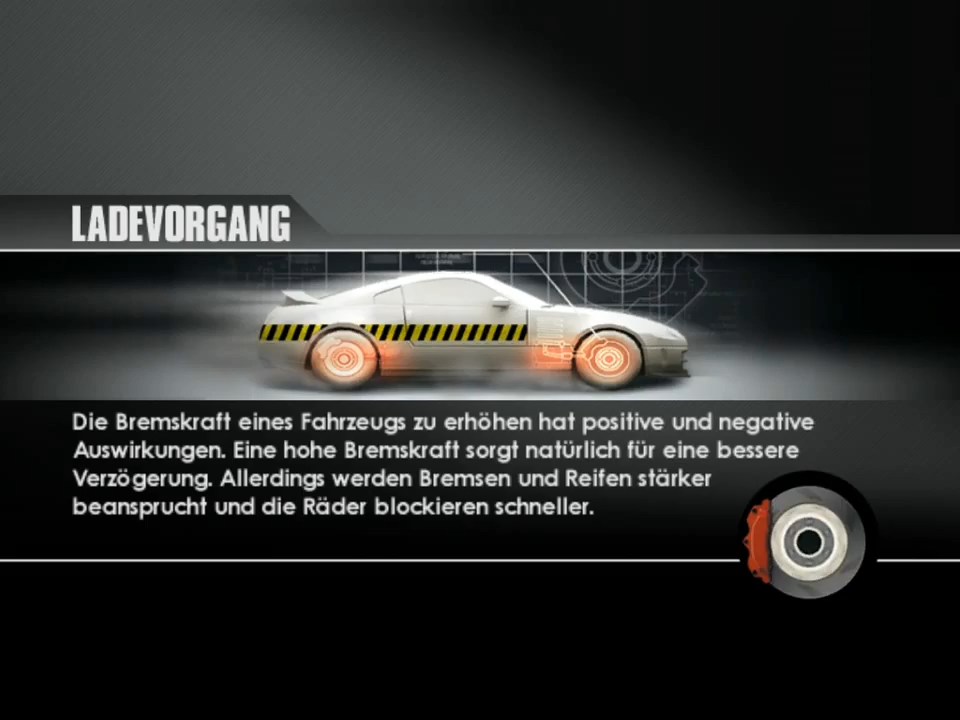 LADEVORGANG
Die Bremskraft eines Fahrzeugs zu erhöhen hat positive und negative
Auswirkungen. Eine hohe Bremskraft sorgt natürlich für eine bessere
Verzögerung. Allerdings werden Bremsen und Reifen stärker
beansprucht und die Räder blockieren schneller.